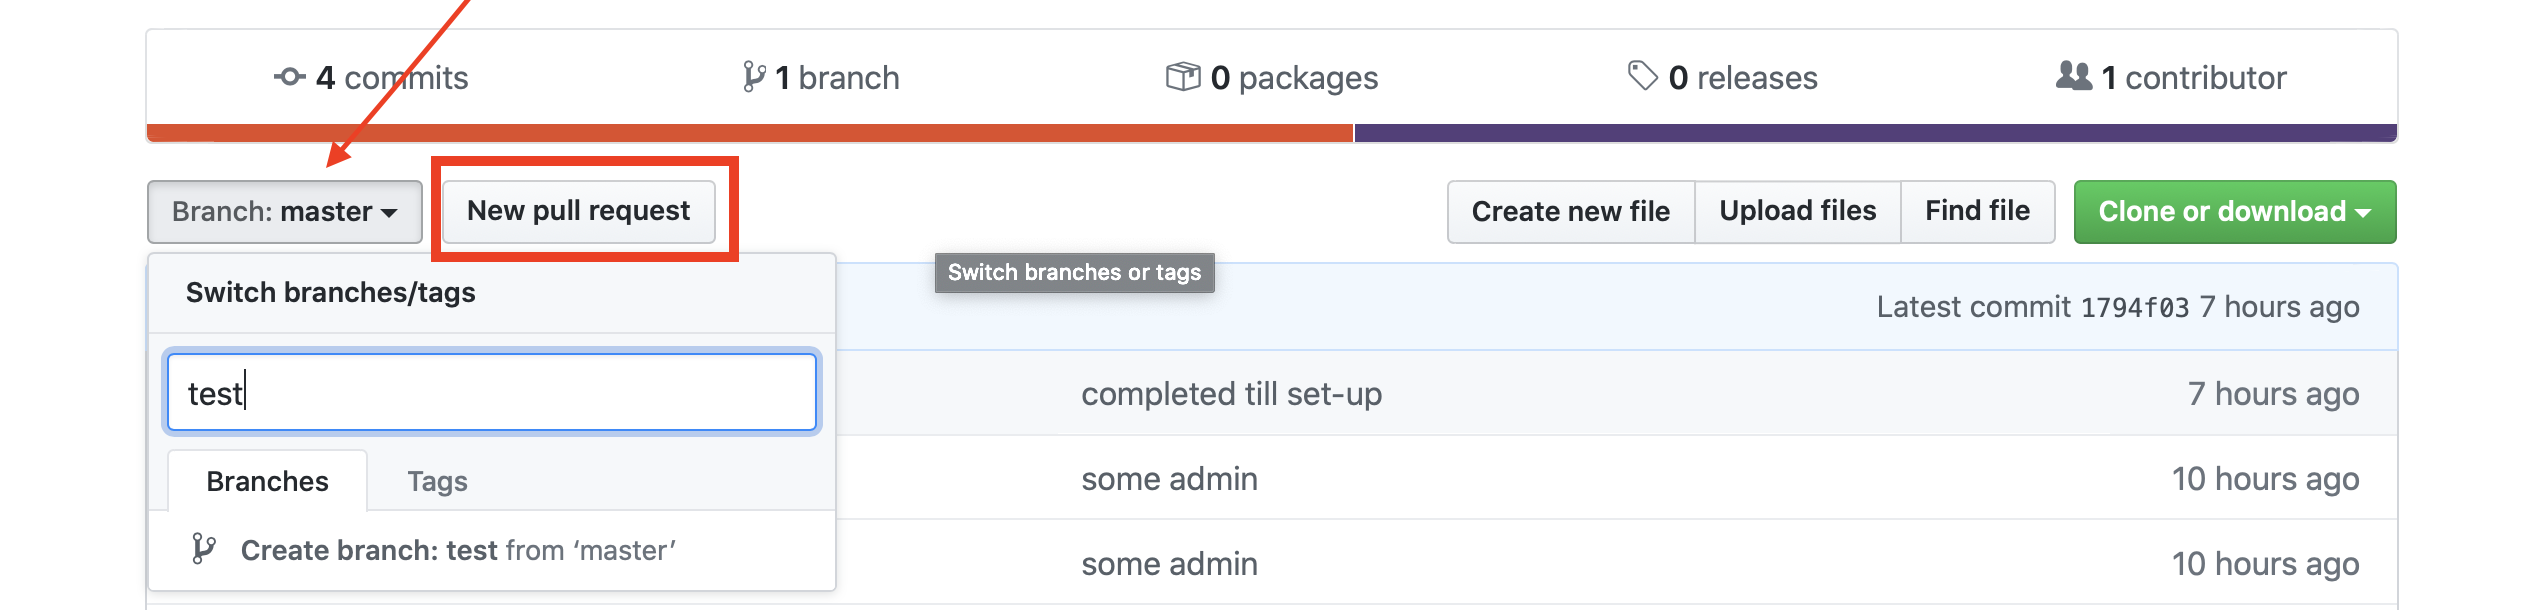 4 commits
1 branch
0 packages
0 releases
1 contributor
Branch: master
New pull request
Create new file
Upload files
Find file
Clone or download
Switch branches/tags
Switch branches or tags
Latest commit 1794f03 7 hours ago
test
completed till set-up
7 hours ago
Branches
Tags
some admin
10 hours ago
Create branch: test from ‘master’
some admin
10 hours ago